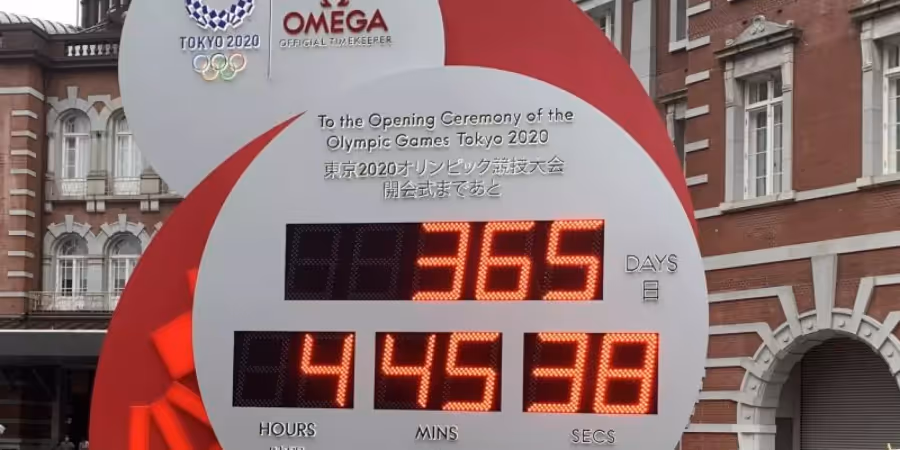 TOKYO 2020
OMEGA
OFFICIAL TIMEKEEPER
To the Opening Ceremony of the
Olympic Games Tokyo 2020
東京2020オリンピック競技大会
開会式まであと
365
DAYS
日
4 45 38
HOURS MINS SECS